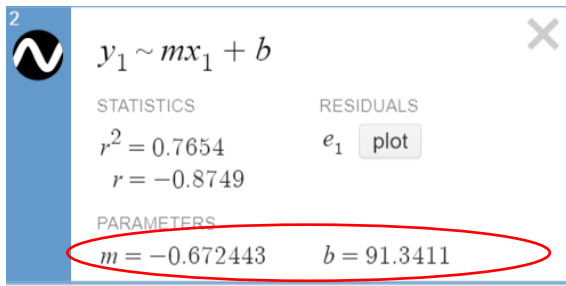 2
y₁ ~ mx₁ + b
STATISTICS RESIDUALS
r² = 0.7654 e₁ plot
r = −0.8749
PARAMETERS
m = −0.672443 b = 91.3411